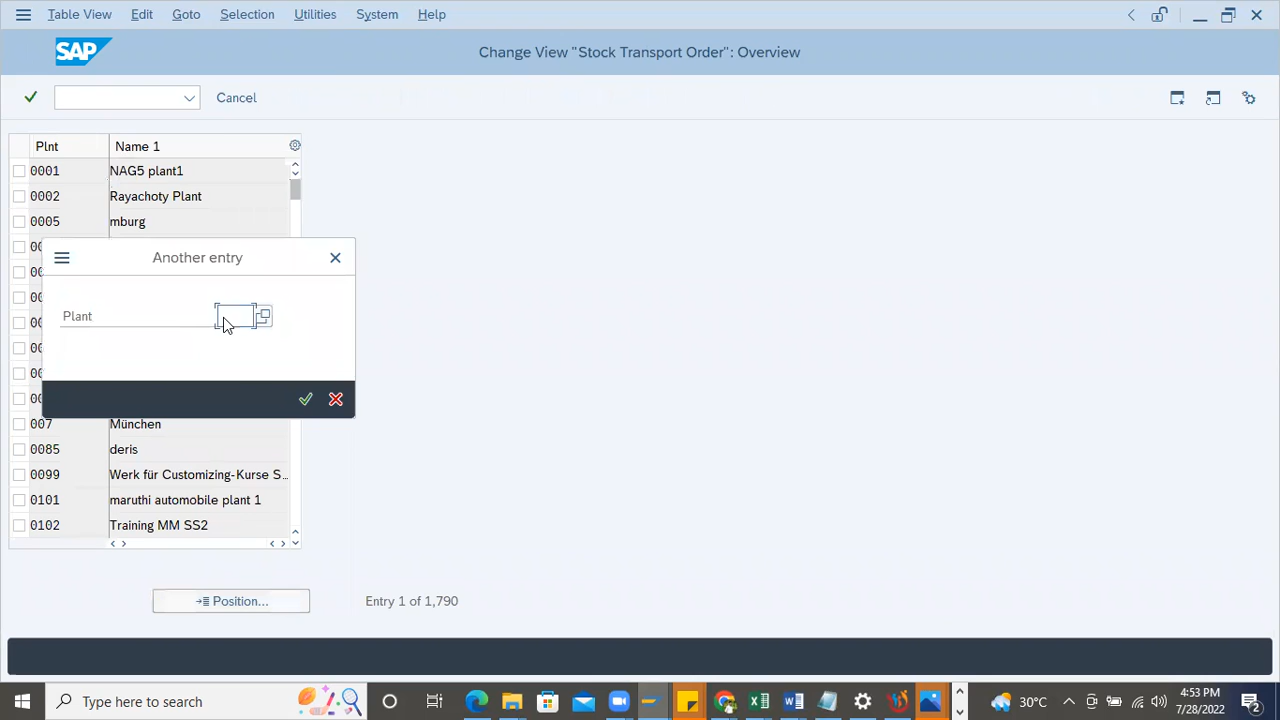 Table View Edit Goto Selection Utilities System Help
SAP
Change View "Stock Transport Order": Overview
Cancel
Plnt Name 1
0001 NAG5 plant1
0002 Rayachoty Plant
0005 mburg
Another entry
Plant
007 München
0085 deris
0099 Werk für Customizing-Kurse S...
0101 maruthi automobile plant 1
0102 Training MM SS2
Position...
Entry 1 of 1,790
Type here to search
30°C
4:53 PM
7/28/2022
2